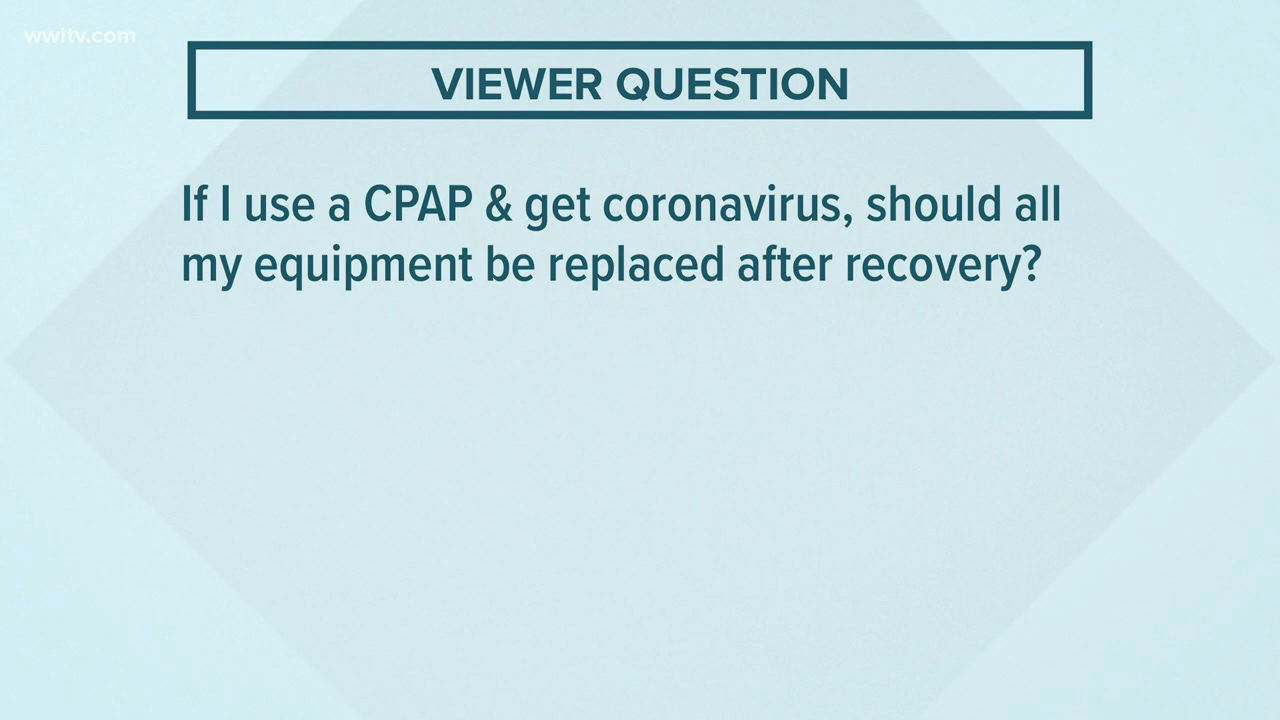 wwltv.com
VIEWER QUESTION
If I use a CPAP & get coronavirus, should all
my equipment be replaced after recovery?